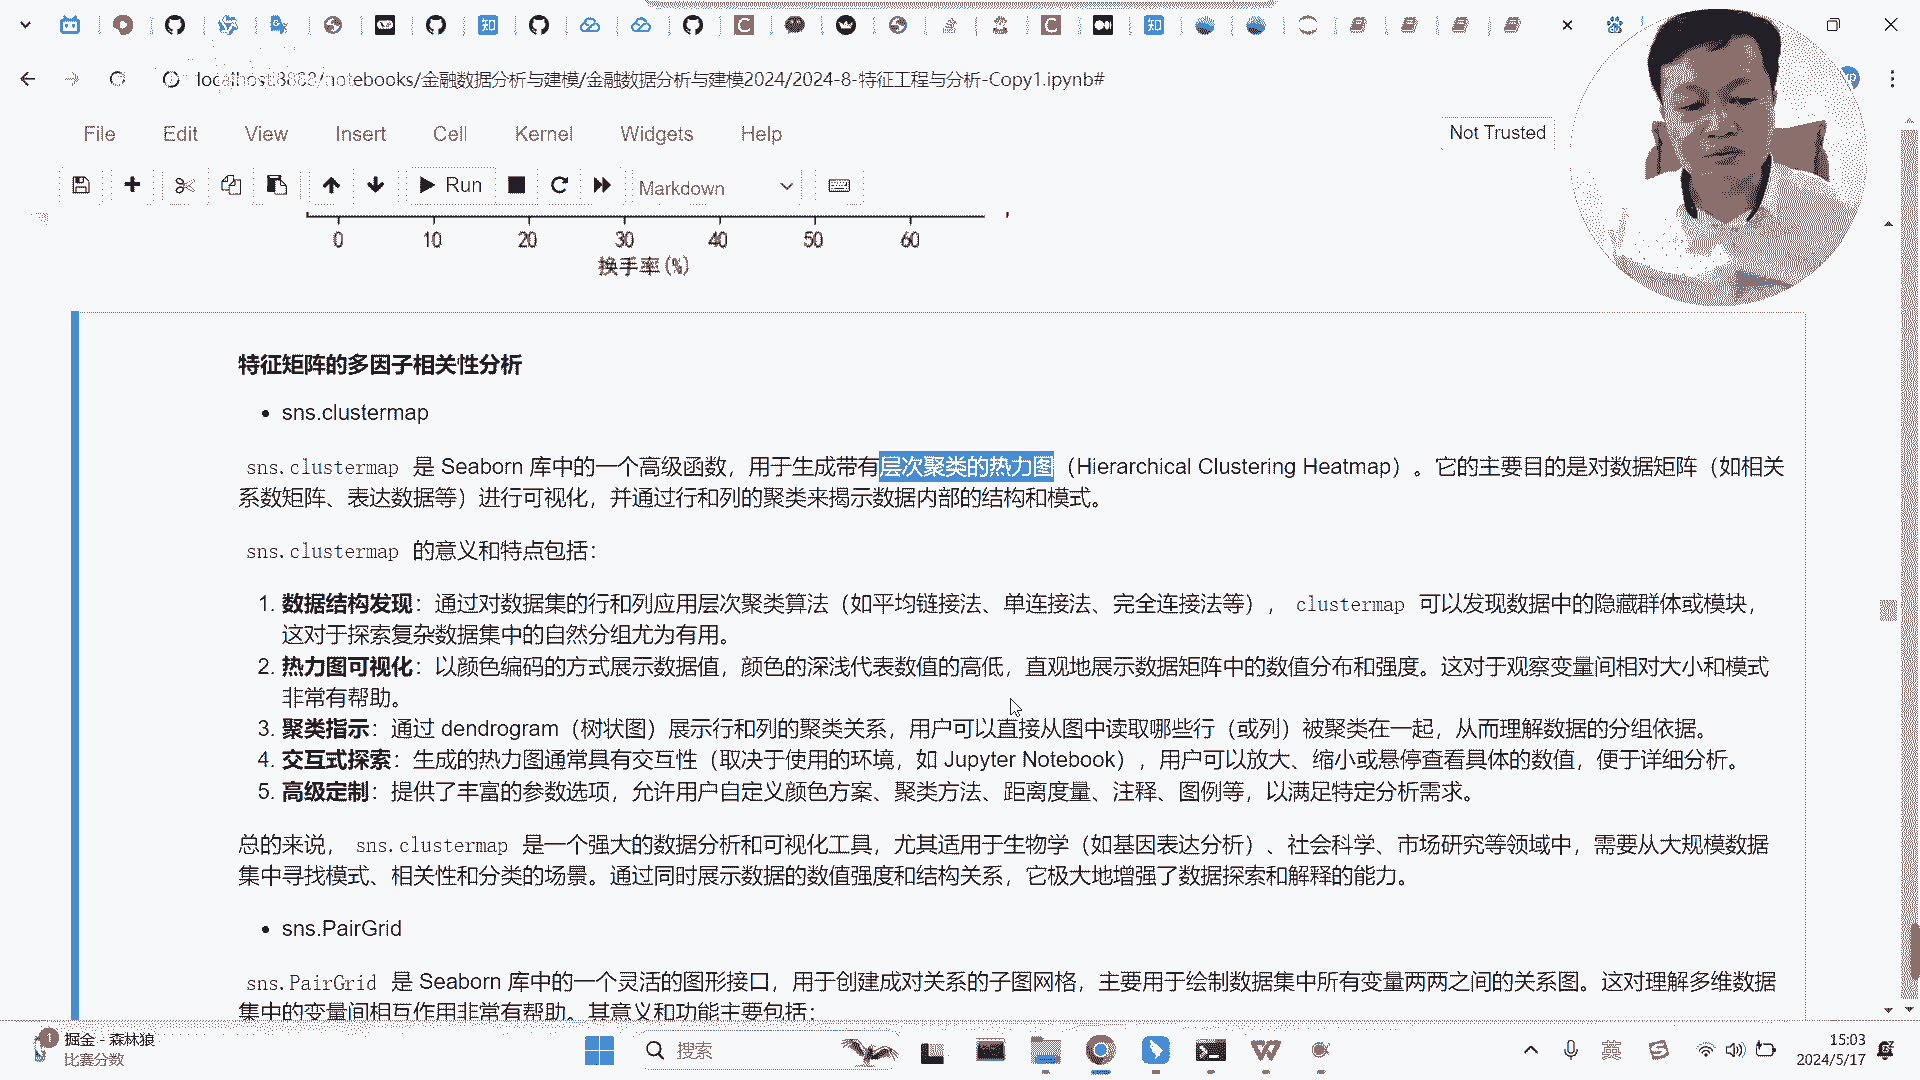 localhost:8888/notebooks/金融数据分析与建模/金融数据分析与建模2024/2024-8-特征工程与分析-Copy1.ipynb#
File Edit View Insert Cell Kernel Widgets Help
Not Trusted
Run
Markdown
0 10 20 30 40 50 60
换手率(%)
特征矩阵的多因子相关性分析
• sns.clustermap
sns.clustermap 是 Seaborn 库中的一个高级函数，用于生成带有层次聚类的热力图（Hierarchical Clustering Heatmap）。它的主要目的是对数据矩阵（如相关
系数矩阵、表达数据等）进行可视化，并通过行和列的聚类来揭示数据内部的结构和模式。
sns.clustermap 的意义和特点包括：
1. 数据结构发现：通过对数据集的行和列应用层次聚类算法（如平均链接法、单连接法、完全连接法等）， clustermap 可以发现数据中的隐藏群体或模块，
这对于探索复杂数据集中的自然分组尤为有用。
2. 热力图可视化：以颜色编码的方式展示数据值，颜色的深浅代表数值的高低，直观地展示数据矩阵中的数值分布和强度。这对于观察变量间相对大小和模式
非常有帮助。
3. 聚类指示：通过 dendrogram（树状图）展示行和列的聚类关系，用户可以直接从图中读取哪些行（或列）被聚类在一起，从而理解数据的分组依据。
4. 交互式探索：生成的热力图通常具有交互性（取决于使用的环境，如 Jupyter Notebook），用户可以放大、缩小或悬停查看具体的数值，便于详细分析。
5. 高级定制：提供了丰富的参数选项，允许用户自定义颜色方案、聚类方法、距离度量、注释、图例等，以满足特定分析需求。
总的来说， sns.clustermap 是一个强大的数据分析和可视化工具，尤其适用于生物学（如基因表达分析）、社会科学、市场研究等领域中，需要从大规模数据
集中寻找模式、相关性和分类的场景。通过同时展示数据的数值强度和结构关系，它极大地增强了数据探索和解释的能力。
• sns.PairGrid
sns.PairGrid 是 Seaborn 库中的一个灵活的图形接口，用于创建成对关系的子图网格，主要用于绘制数据集中所有变量两两之间的关系图。这对理解多维数据
集中的变量间相互作用非常有帮助。其意义和功能主要包括：
1
掘金 - 森林狼
比赛分数
搜索
英
15:03
2024/5/17